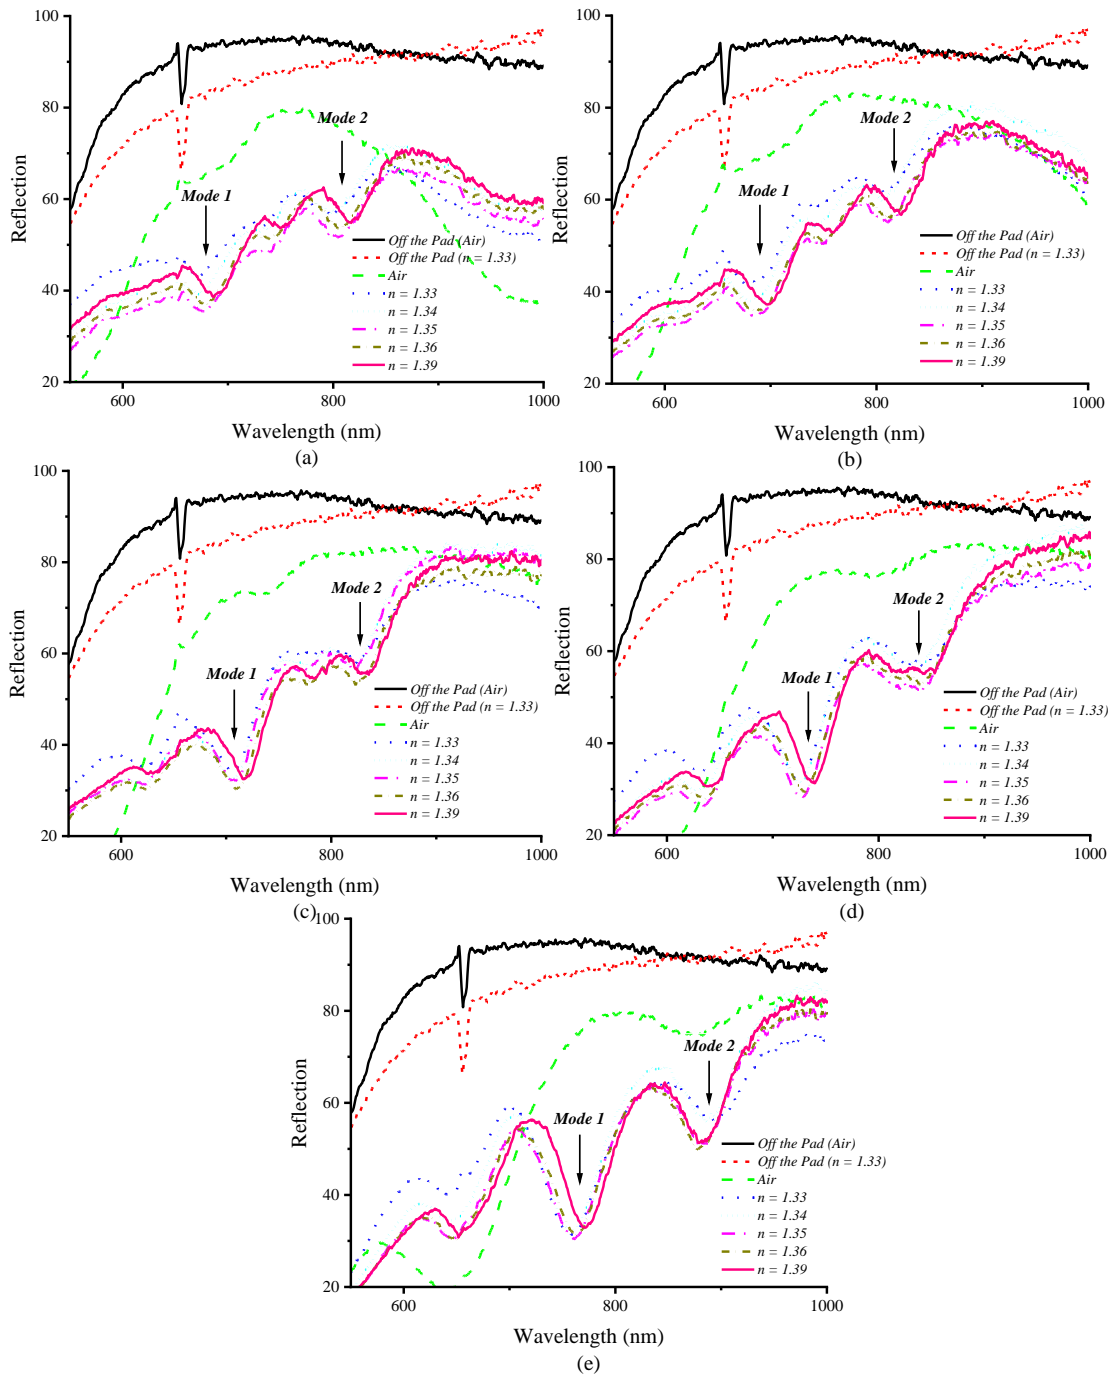 100
80
60
40
20
Reflection
Mode 2
Mode 1
Off the Pad (Air)
Off the Pad (n = 1.33)
Air
n = 1.33
n = 1.34
n = 1.35
n = 1.36
n = 1.39
600
800
1000
Wavelength (nm)
(a)
100
80
60
40
20
Reflection
Mode 2
Mode 1
Off the Pad (Air)
Off the Pad (n = 1.33)
Air
n = 1.33
n = 1.34
n = 1.35
n = 1.36
n = 1.39
600
800
1000
Wavelength (nm)
(b)
100
80
60
40
20
Reflection
Mode 2
Mode 1
Off the Pad (Air)
Off the Pad (n = 1.33)
Air
n = 1.33
n = 1.34
n = 1.35
n = 1.36
n = 1.39
600
800
1000
Wavelength (nm)
(c)
100
80
60
40
20
Reflection
Mode 2
Mode 1
Off the Pad (Air)
Off the Pad (n = 1.33)
Air
n = 1.33
n = 1.34
n = 1.35
n = 1.36
n = 1.39
600
800
1000
Wavelength (nm)
(d)
100
80
60
40
20
Reflection
Mode 2
Mode 1
Off the Pad (Air)
Off the Pad (n = 1.33)
Air
n = 1.33
n = 1.34
n = 1.35
n = 1.36
n = 1.39
600
800
1000
Wavelength (nm)
(e)